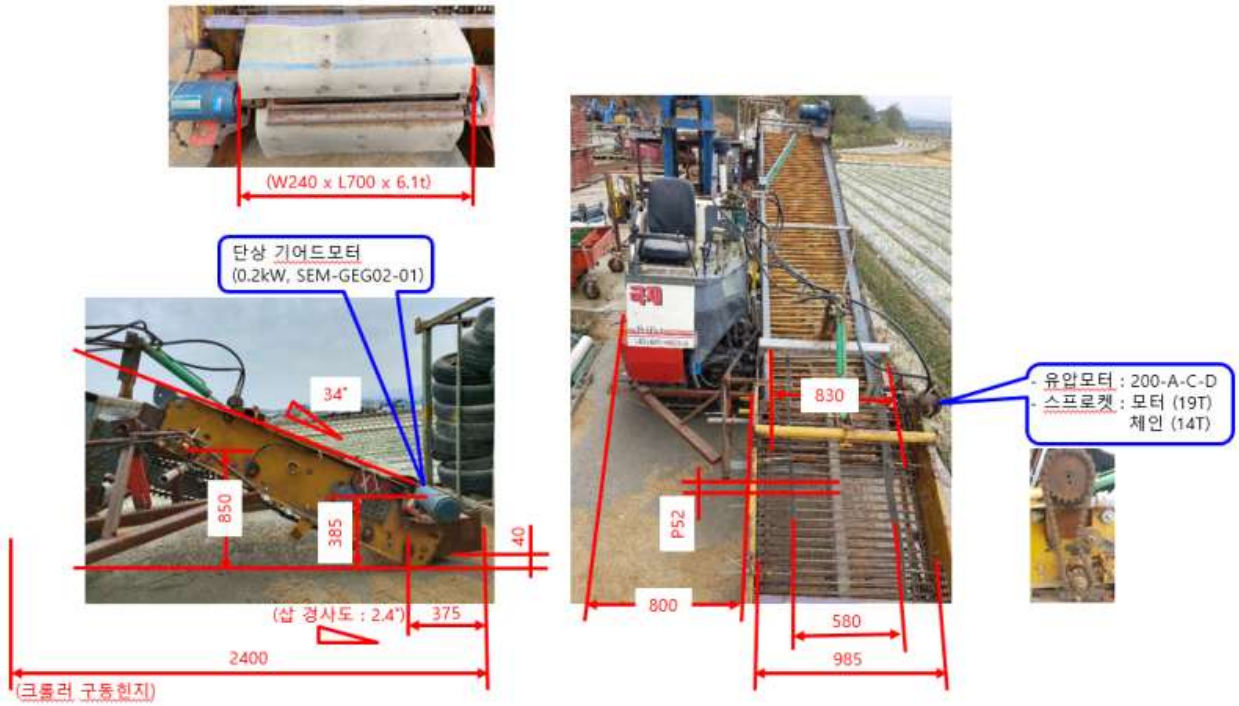 (W240 x L700 x 6.1t)
단상 기어드모터
(0.2kW, SEM-GEG02-01)
34˚
850
385
40
(삽 경사도 : 2.4˚)
375
2400
(크롤러 구동힌지)
국제
830
P52
800
580
985
- 유압모터 : 200-A-C-D
- 스프로켓 : 모터 (19T)
체인 (14T)